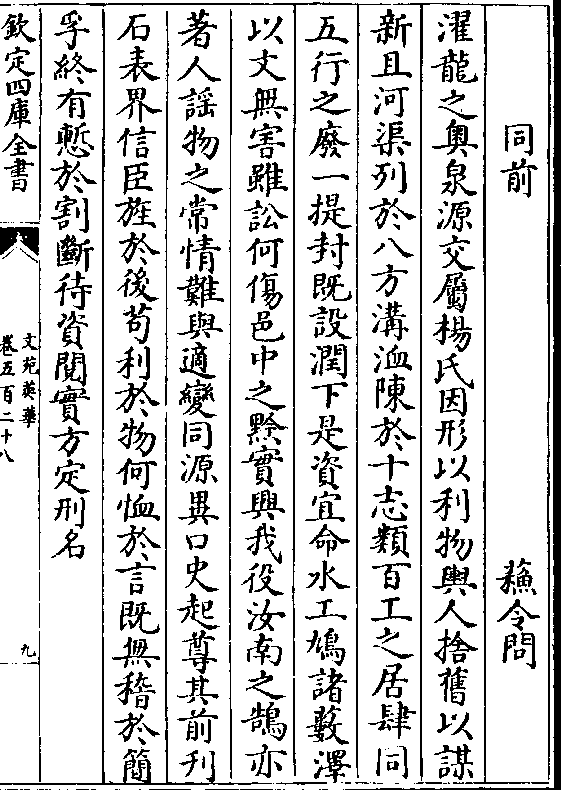 同前　蘓令問
濯龍之奥泉源交屬楊氏因形以利物輿人捨舊以謀
新且河渠列於八方溝洫陳於十志類百工之居肆同
五行之廢一提封既設潤下是資宜命水工鳩諸藪澤
以文無害雖訟何傷邑中之黔實興我役汝南之鵠亦
著人謡物之常情難與適變同源異口史起尊其前刋
石表界信臣旌於後苟利於物何恤於言既無稽於簡
孚終有慙於割斷待資閱實方定刑名
欽定四庫全書
文苑英華
卷五百二十八
九